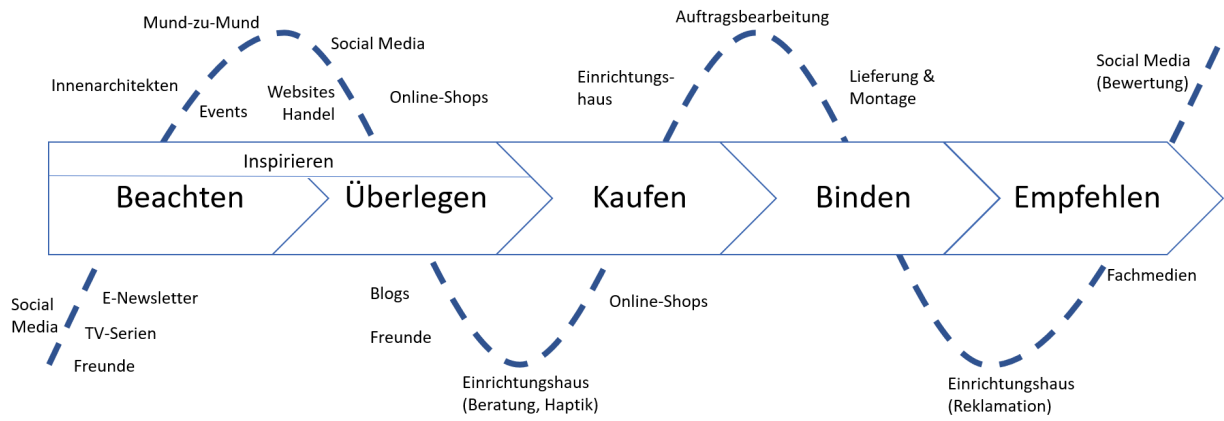 Mund-zu-Mund
Social Media
Innenarchitekten
Events
Websites
Handel
Online-Shops
Einrichtungs-
haus
Auftragsbearbeitung
Lieferung &
Montage
Social Media
(Bewertung)
Inspirieren
Beachten
Überlegen
Kaufen
Binden
Empfehlen
Social
Media
E-Newsletter
TV-Serien
Freunde
Blogs
Freunde
Einrichtungshaus
(Beratung, Haptik)
Online-Shops
Einrichtungshaus
(Reklamation)
Fachmedien